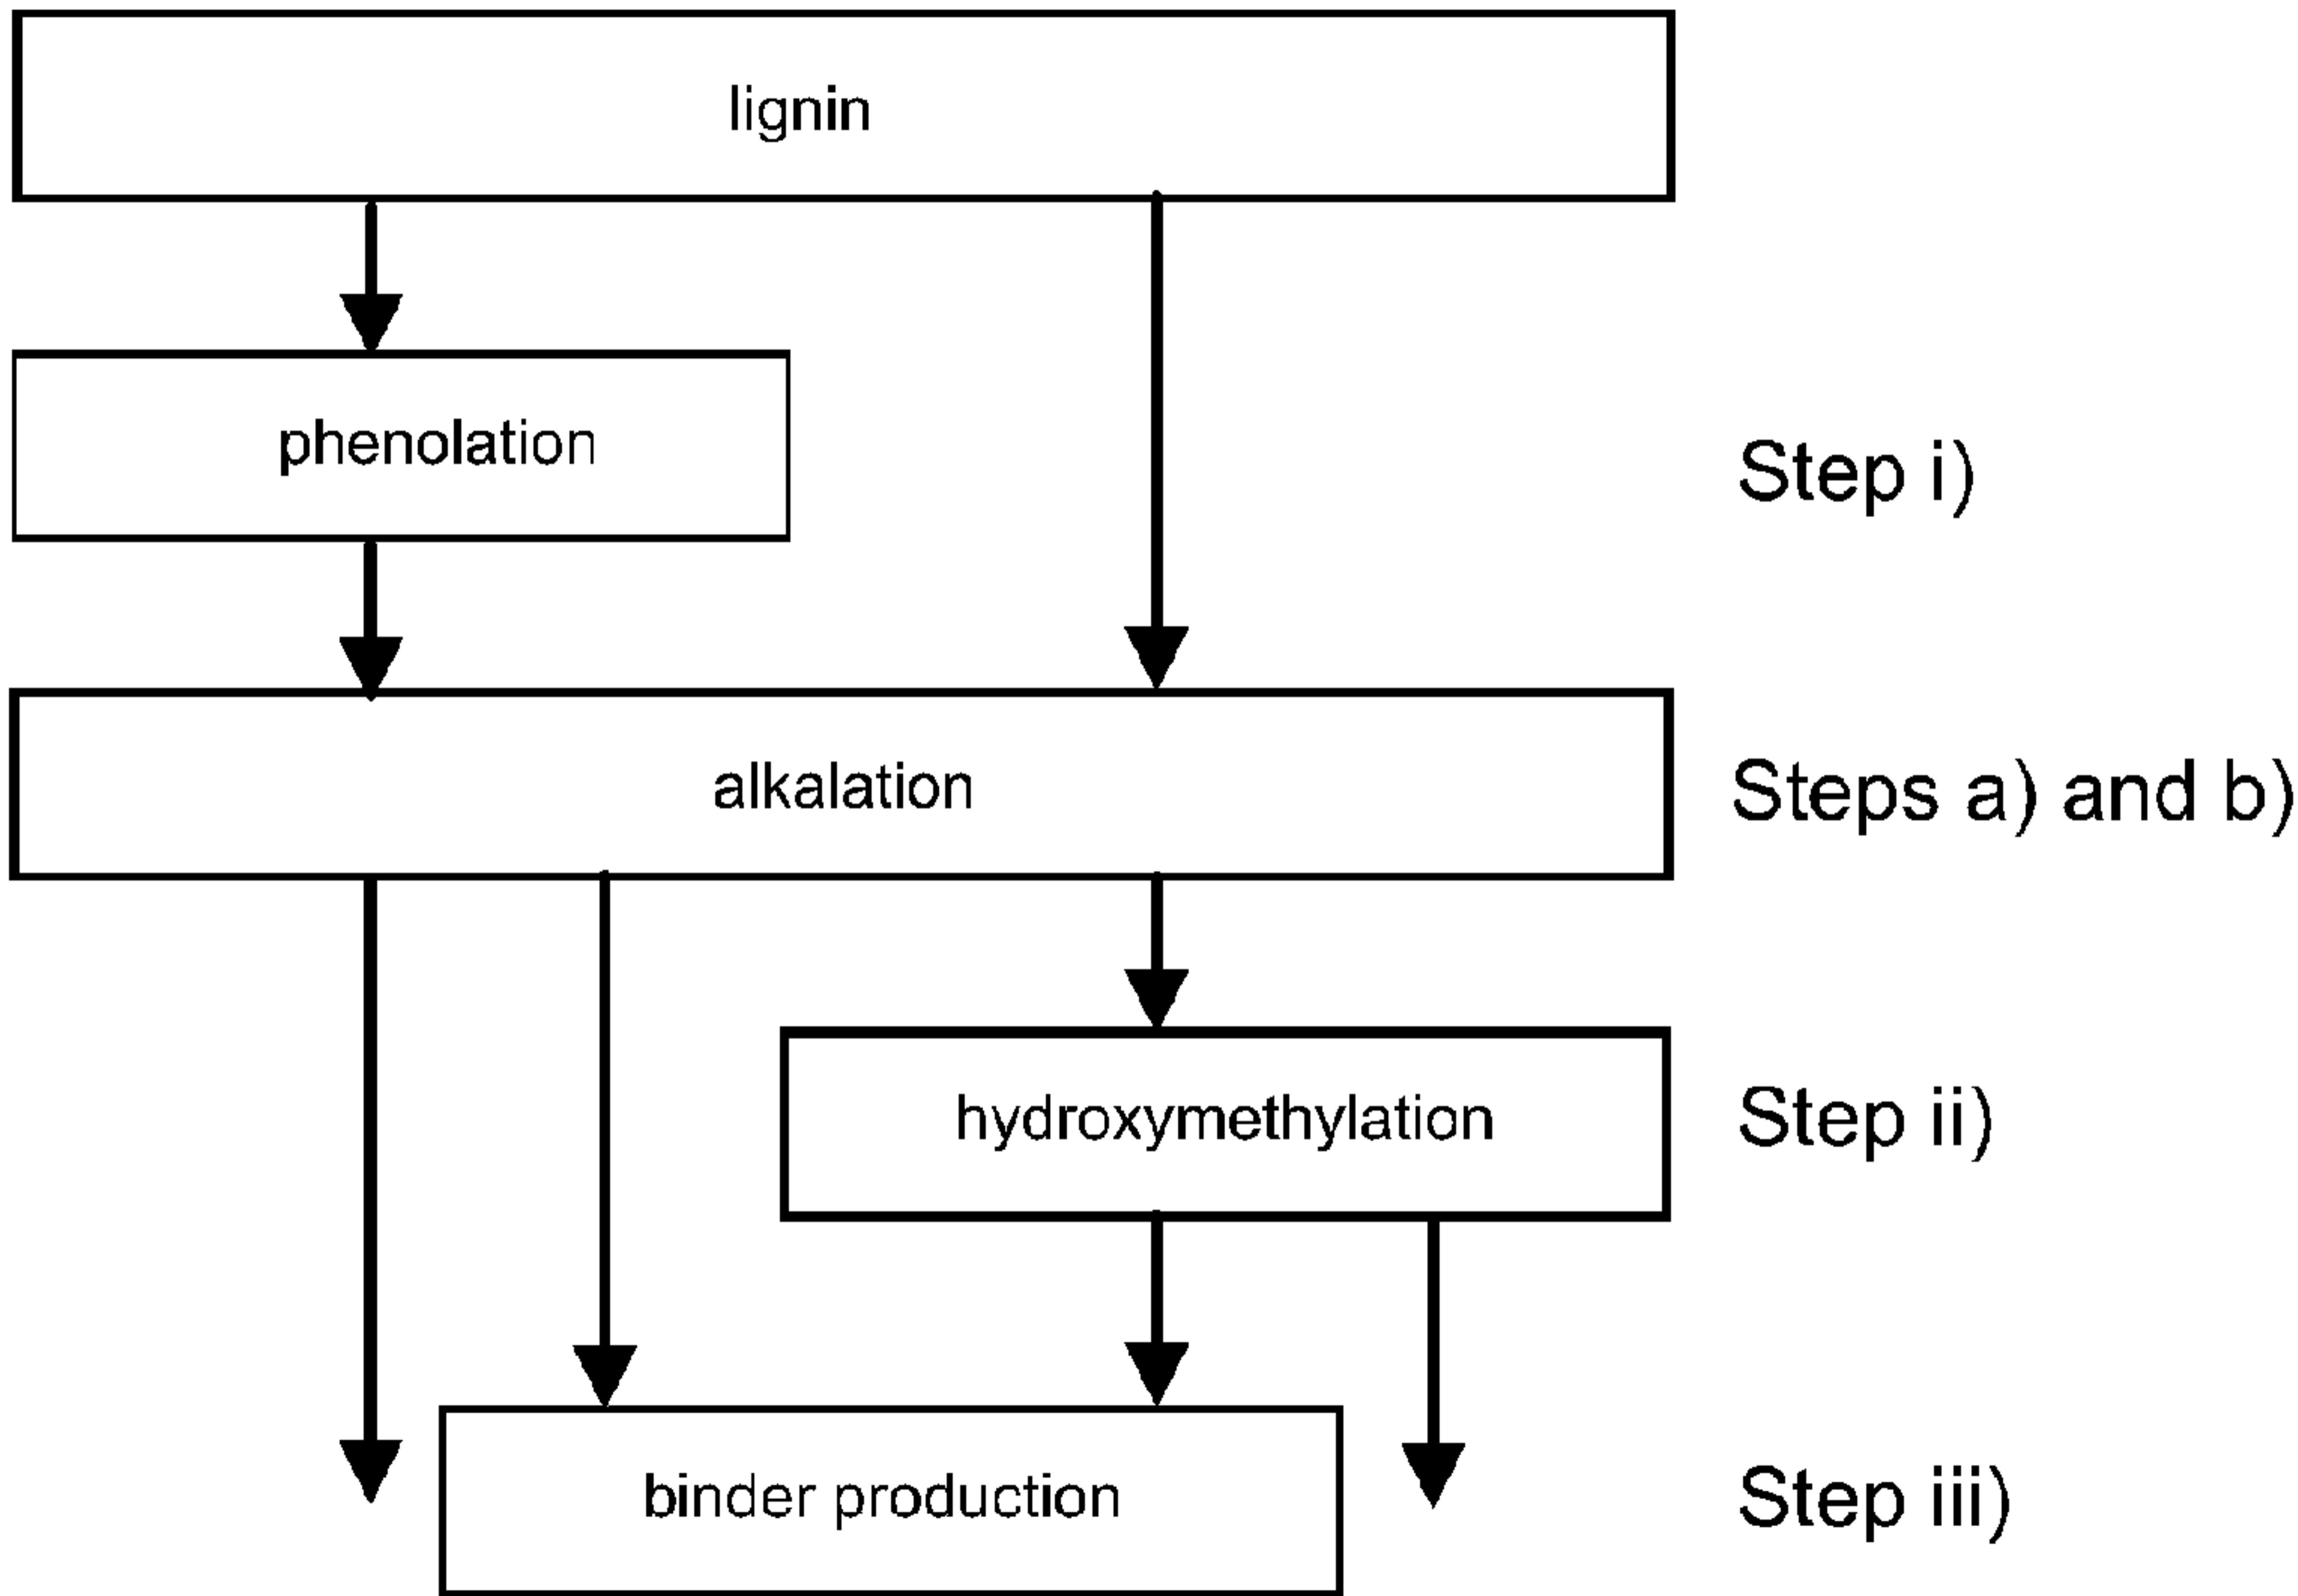 lignin
phenolation
Step i)
alkalation
Steps a) and b)
hydroxymethylation
Step ii)
binder production
Step iii)